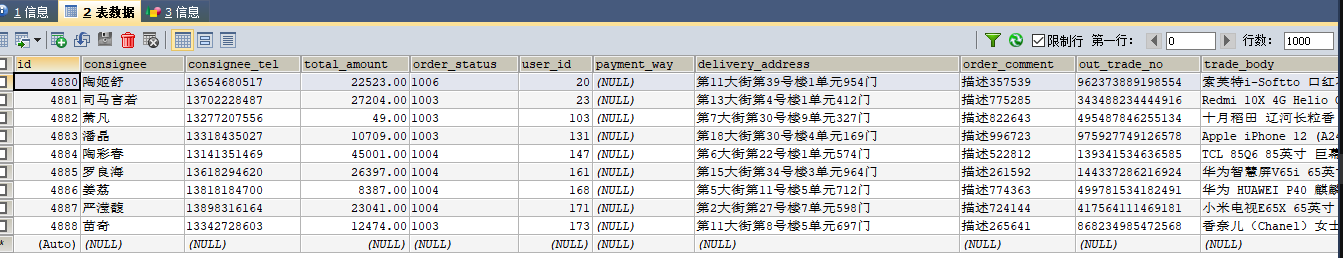 1 信息 2 表数据 3 信息
限制行 第一行: 0 行数: 1000
id consignee consignee_tel total_amount order_status user_id payment_way delivery_address order_comment out_trade_no trade_body
4880 陶姬舒 13654680517 22523.00 1006 20 (NULL) 第11大街第39号楼1单元954门 描述357539 962373889198554 索芙特i-Softto 口红
4881 司马言若 13702228487 27204.00 1003 23 (NULL) 第13大街第4号楼1单元412门 描述775285 343488234444916 Redmi 10X 4G Helio
4882 萧凡 13277207556 49.00 1003 103 (NULL) 第7大街第30号楼9单元327门 描述822643 495487846255134 十月稻田 辽河长粒香
4883 潘晶 13318435027 10709.00 1003 131 (NULL) 第18大街第30号楼4单元169门 描述996723 975927749126578 Apple iPhone 12 (A24
4884 陶彩春 13141351469 45001.00 1004 147 (NULL) 第6大街第22号楼1单元574门 描述522812 139341534636585 TCL 85Q6 85英寸 巨幕
4885 罗良海 13618294620 26397.00 1004 161 (NULL) 第15大街第34号楼3单元964门 描述261592 144337286216924 华为智慧屏V65i 65英
4886 姜荔 13818184700 8387.00 1004 168 (NULL) 第5大街第11号楼5单元712门 描述774363 499781534182491 华为 HUAWEI P40 麒麟
4887 严滢馥 13898316164 23041.00 1004 171 (NULL) 第2大街第27号楼7单元598门 描述724144 417564111469181 小米电视E65X 65英寸
4888 苗奇 13342728603 12474.00 1003 173 (NULL) 第11大街第8号楼5单元697门 描述265641 868234985472568 香奈儿（Chanel）女士
* (Auto) (NULL) (NULL) (NULL) (NULL) (NULL) (NULL) (NULL) (NULL) (NULL) (NULL)